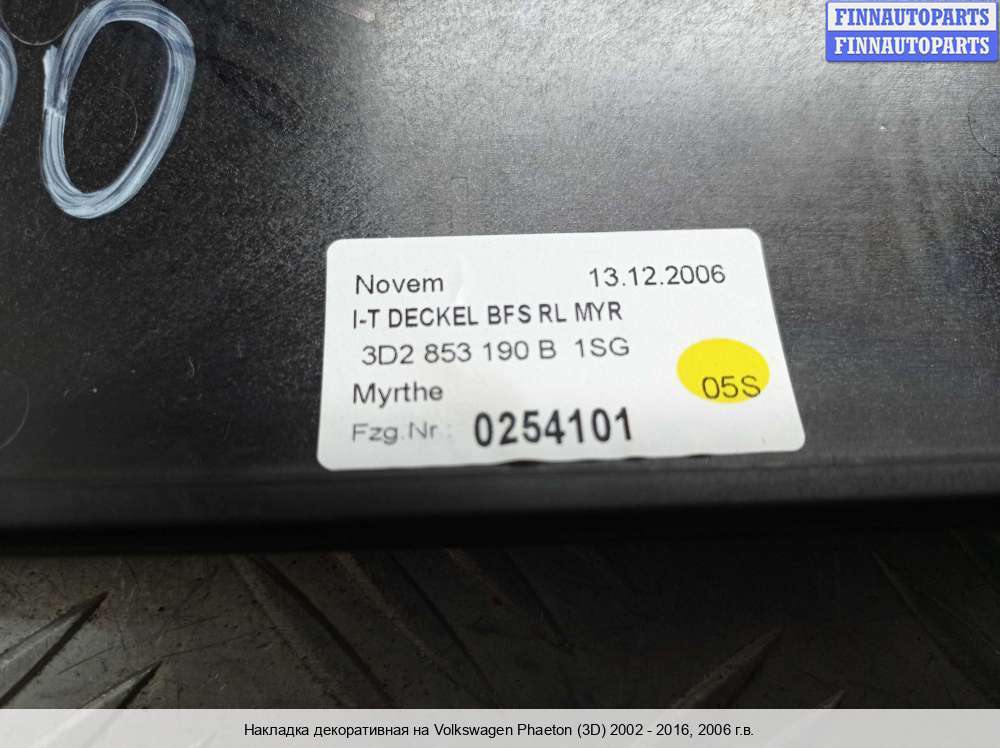 FINNAUTOPARTS
FINNAUTOPARTS
0
Novem 13.12.2006
I-T DECKEL BFS RL MYR
3D2 853 190 B 1SG
Myrthe 05S
Fzg.Nr.: 0254101
Накладка декоративная на Volkswagen Phaeton (3D) 2002 - 2016, 2006 г.в.